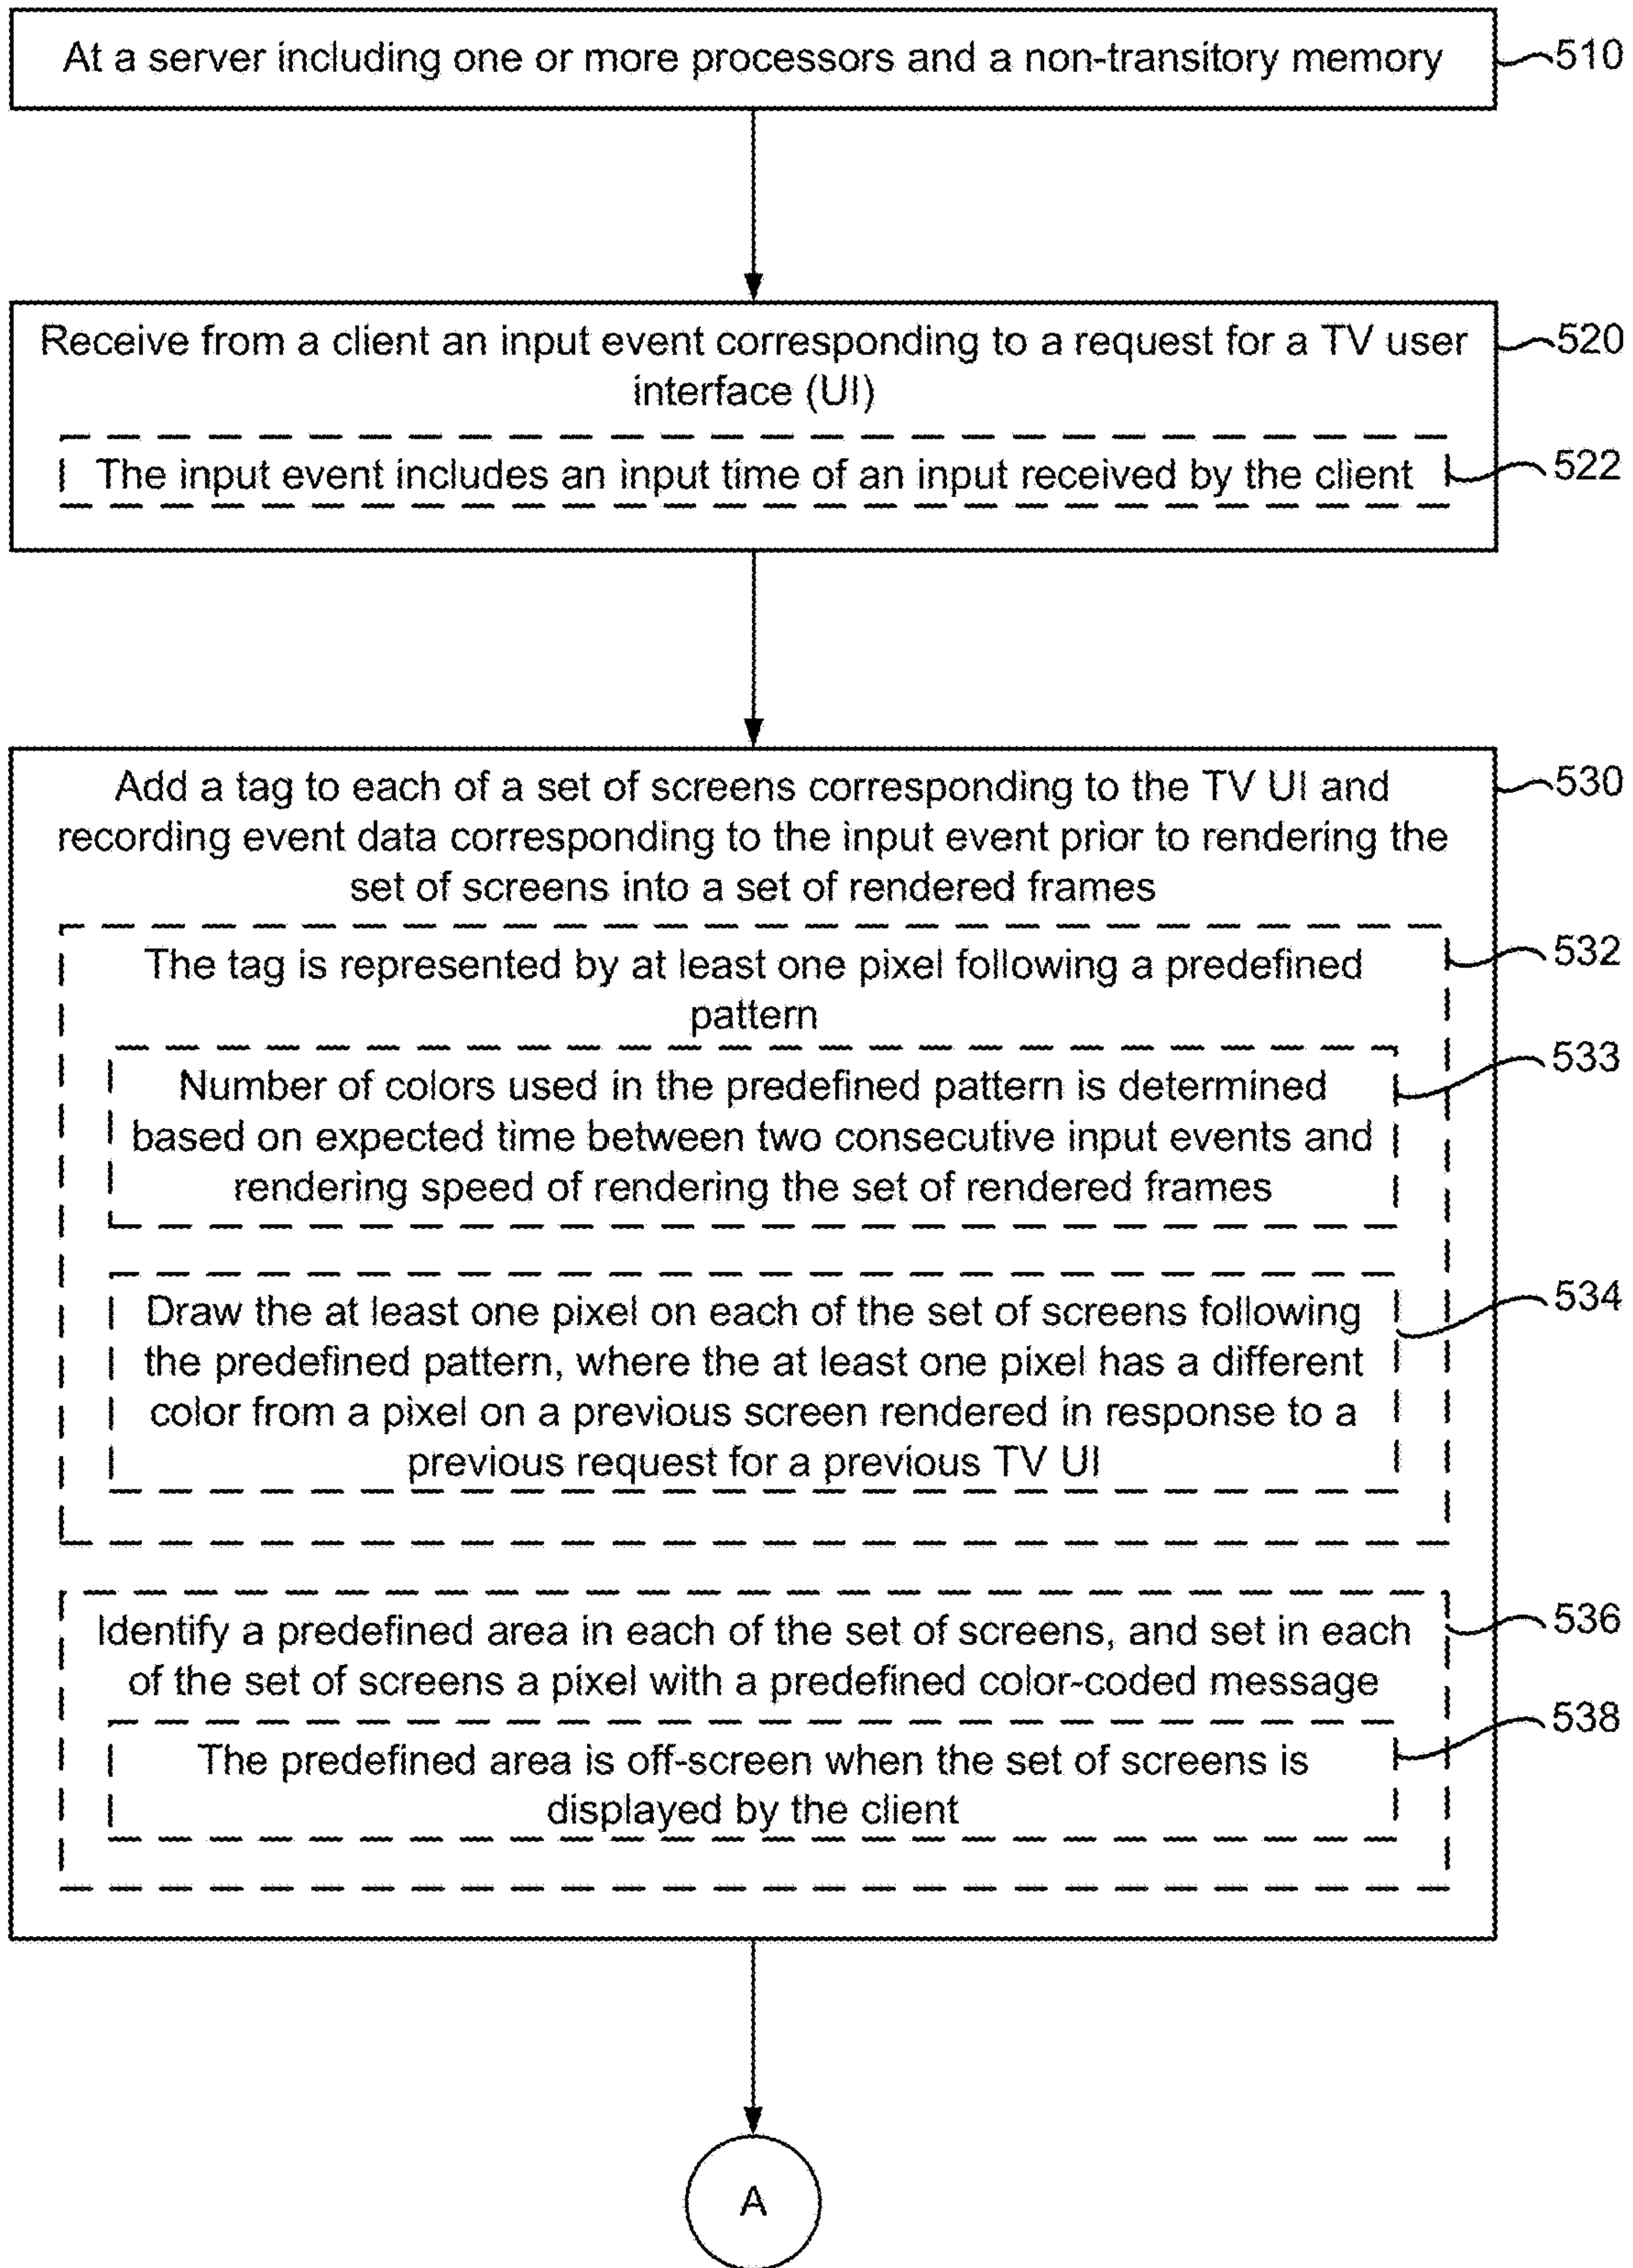 At a server including one or more processors and a non-transitory memory
510
Receive from a client an input event corresponding to a request for a TV user
interface (UI)
520
The input event includes an input time of an input received by the client
522
Add a tag to each of a set of screens corresponding to the TV UI and
recording event data corresponding to the input event prior to rendering the
set of screens into a set of rendered frames
530
The tag is represented by at least one pixel following a predefined
pattern
532
Number of colors used in the predefined pattern is determined
based on expected time between two consecutive input events and
rendering speed of rendering the set of rendered frames
533
Draw the at least one pixel on each of the set of screens following
the predefined pattern, where the at least one pixel has a different
color from a pixel on a previous screen rendered in response to a
previous request for a previous TV UI
534
Identify a predefined area in each of the set of screens, and set in each
of the set of screens a pixel with a predefined color-coded message
536
The predefined area is off-screen when the set of screens is
displayed by the client
538
A